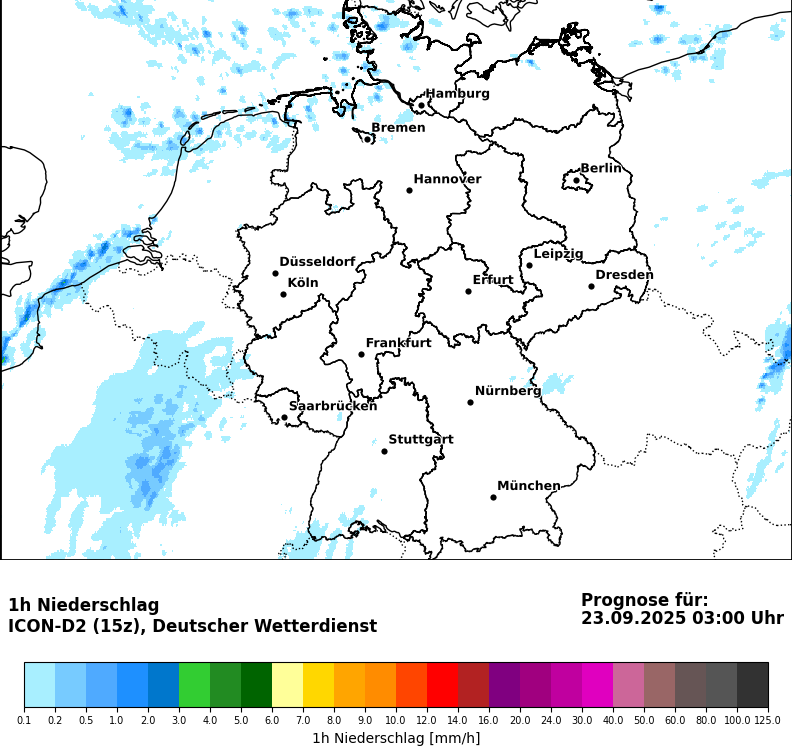 Hamburg
Bremen
Berlin
Hannover
Leipzig
Düsseldorf
Dresden
Köln
Erfurt
Frankfurt
Nürnberg
Saarbrücken
Stuttgart
München
1h Niederschlag
ICON-D2 (15z), Deutscher Wetterdienst
Prognose für:
23.09.2025 03:00 Uhr
0.1 0.2 0.5 1.0 2.0 3.0 4.0 5.0 6.0 7.0 8.0 9.0 10.0 12.0 14.0 16.0 20.0 24.0 30.0 40.0 50.0 60.0 80.0 100.0 125.0
1h Niederschlag [mm/h]